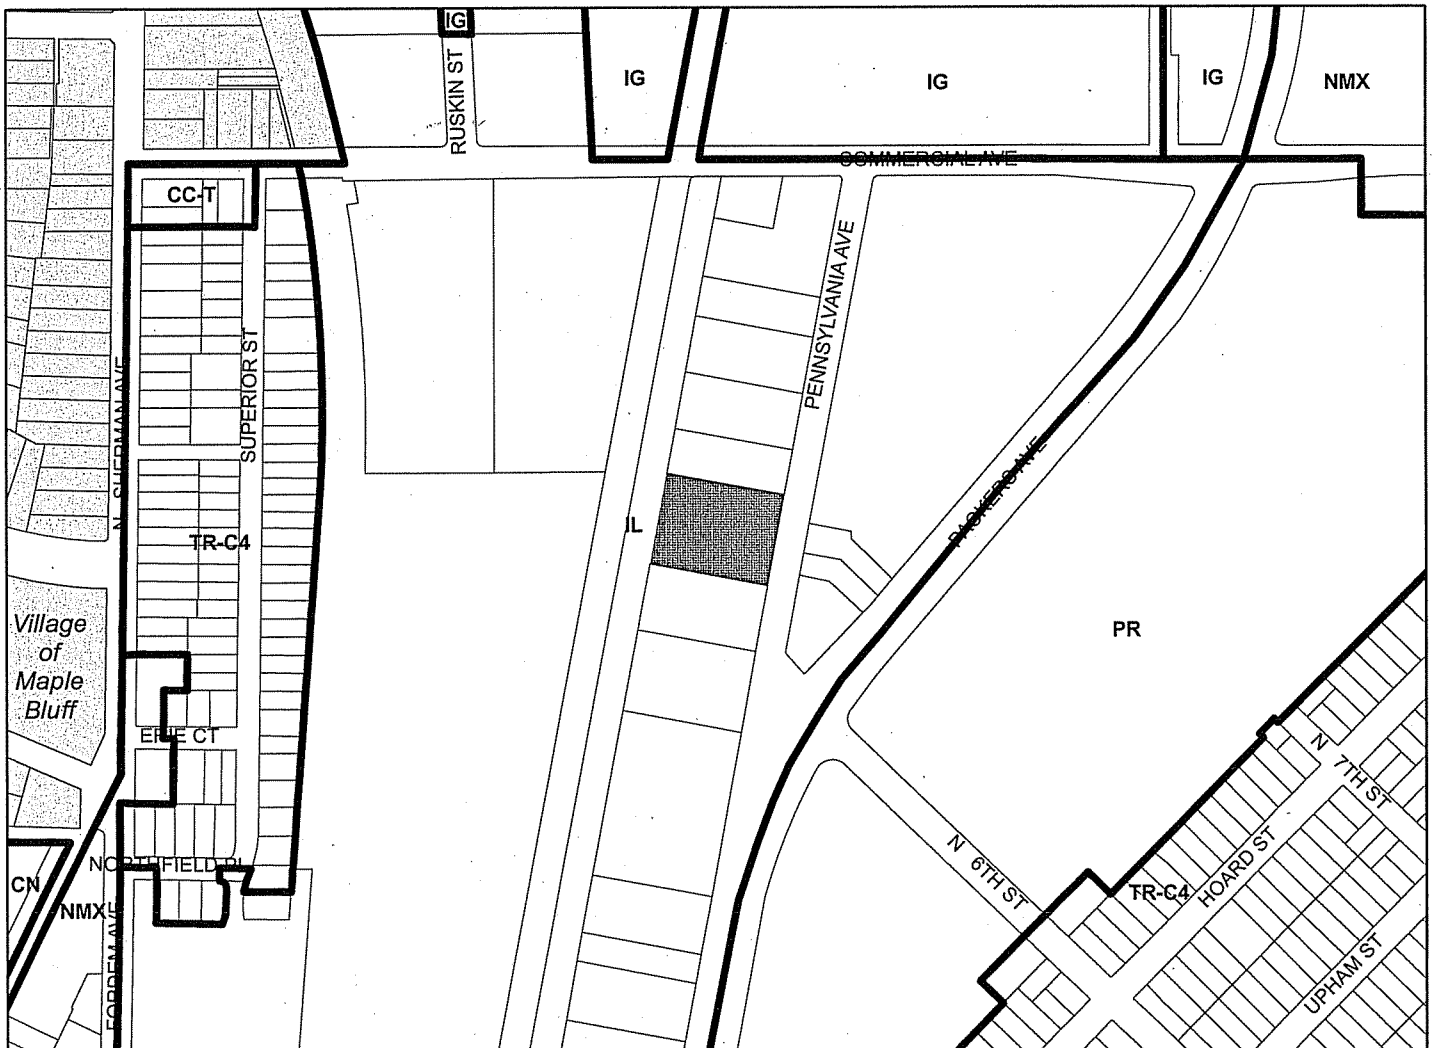 IG
RUSKIN ST
IG
IG
IG
NMX
COMMERCIAL AVE
CC-T
PENNSYLVANIA AVE
SUPERIOR ST
N SHERMAN AVE
PACKERS AVE
IL
TR-C4
Village
of
Maple
Bluff
PR
ERIE CT
N 7TH ST
NORTHFIELD PL
N 6TH ST
HOARD ST
CN
NMX
TR-C4
FORDEM AVE
UPHAM ST